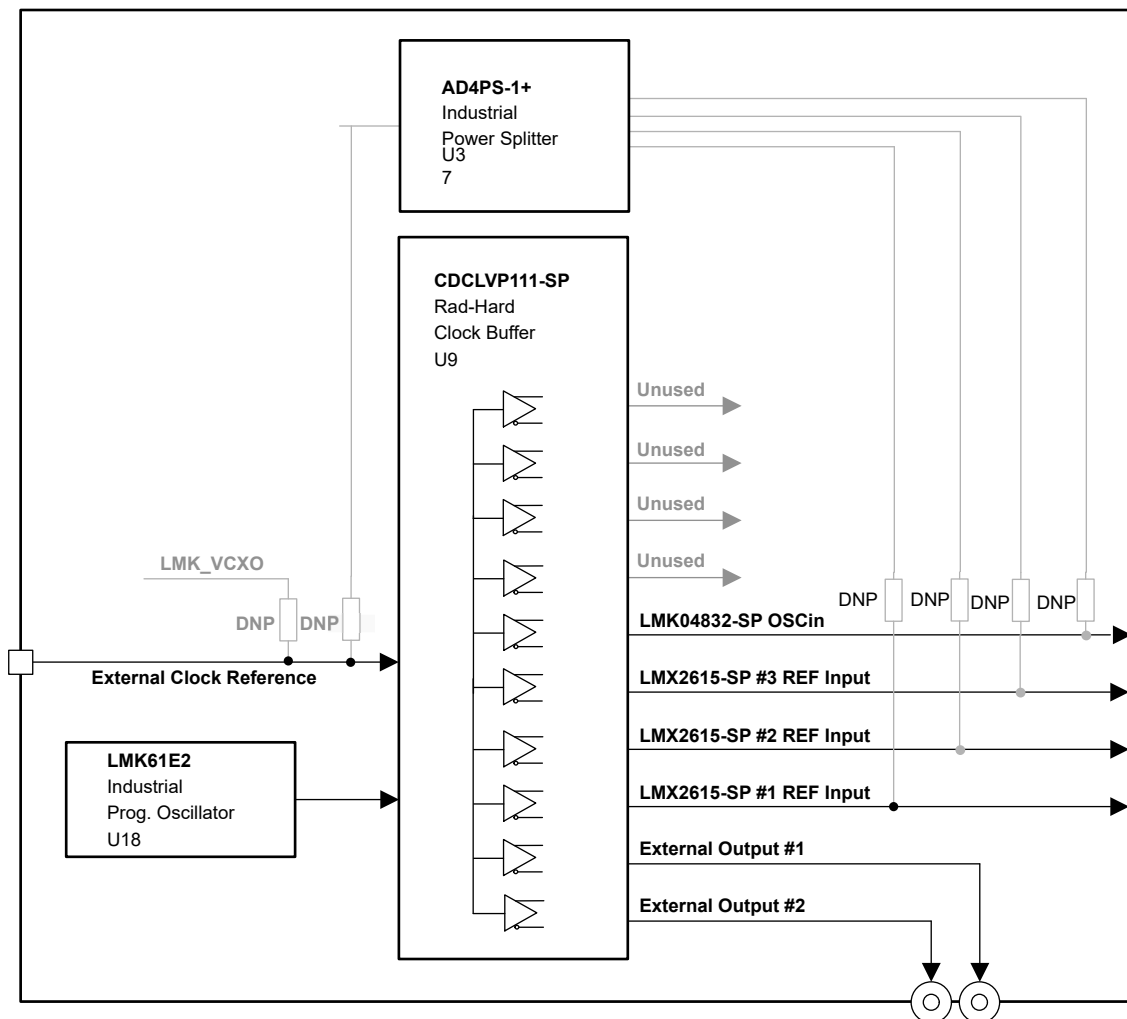 AD4PS-1+
Industrial
Power Splitter
U3
7
CDCLVP111-SP
Rad-Hard
Clock Buffer
U9
Unused
Unused
Unused
Unused
LMK_VCXO
DNP
DNP
DNP
DNP
DNP
DNP
LMK04832-SP OSCin
External Clock Reference
LMX2615-SP #3 REF Input
LMX2615-SP #2 REF Input
LMK61E2
Industrial
Prog. Oscillator
U18
LMX2615-SP #1 REF Input
External Output #1
External Output #2